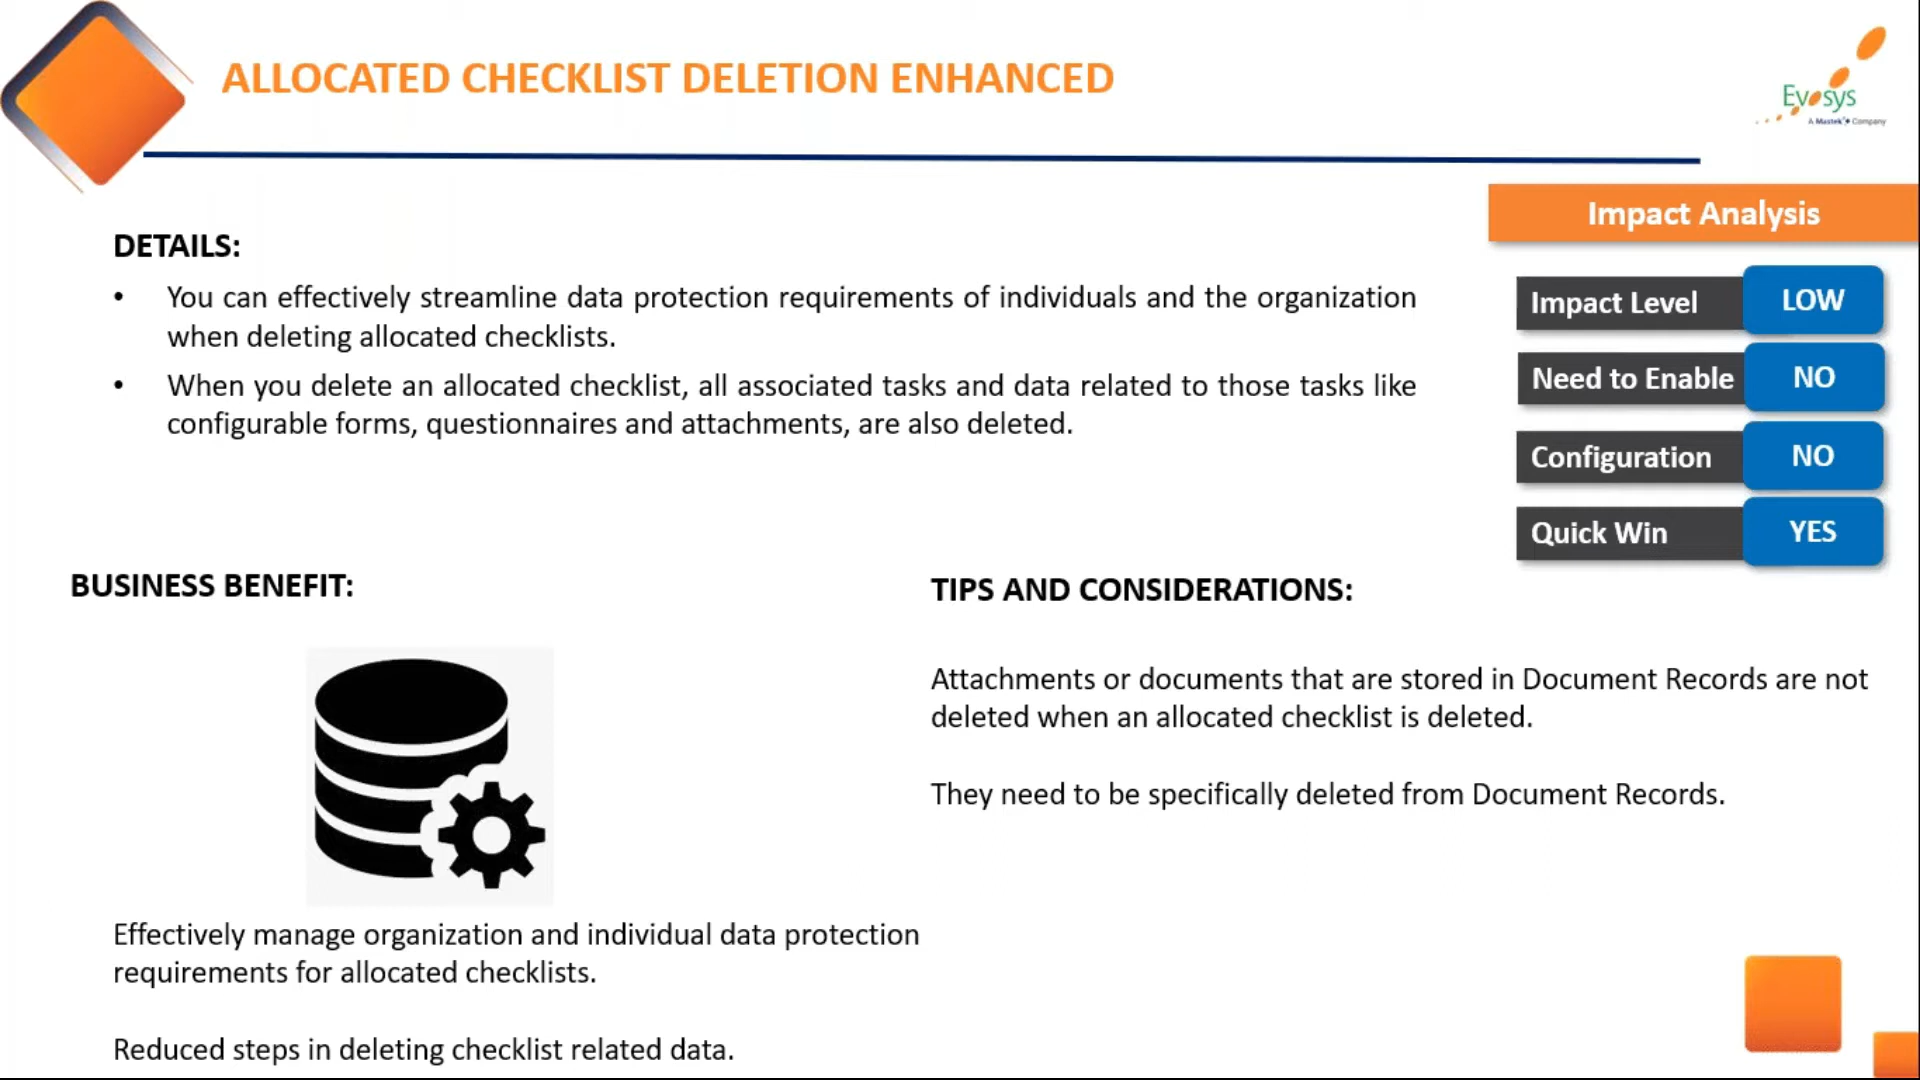 ALLOCATED CHECKLIST DELETION ENHANCED
Evosys
A Mastek Company
Impact Analysis
DETAILS:
• You can effectively streamline data protection requirements of individuals and the organization
when deleting allocated checklists.
• When you delete an allocated checklist, all associated tasks and data related to those tasks like
configurable forms, questionnaires and attachments, are also deleted.
Impact Level LOW
Need to Enable NO
Configuration NO
Quick Win YES
BUSINESS BENEFIT:
Effectively manage organization and individual data protection
requirements for allocated checklists.
Reduced steps in deleting checklist related data.
TIPS AND CONSIDERATIONS:
Attachments or documents that are stored in Document Records are not
deleted when an allocated checklist is deleted.
They need to be specifically deleted from Document Records.